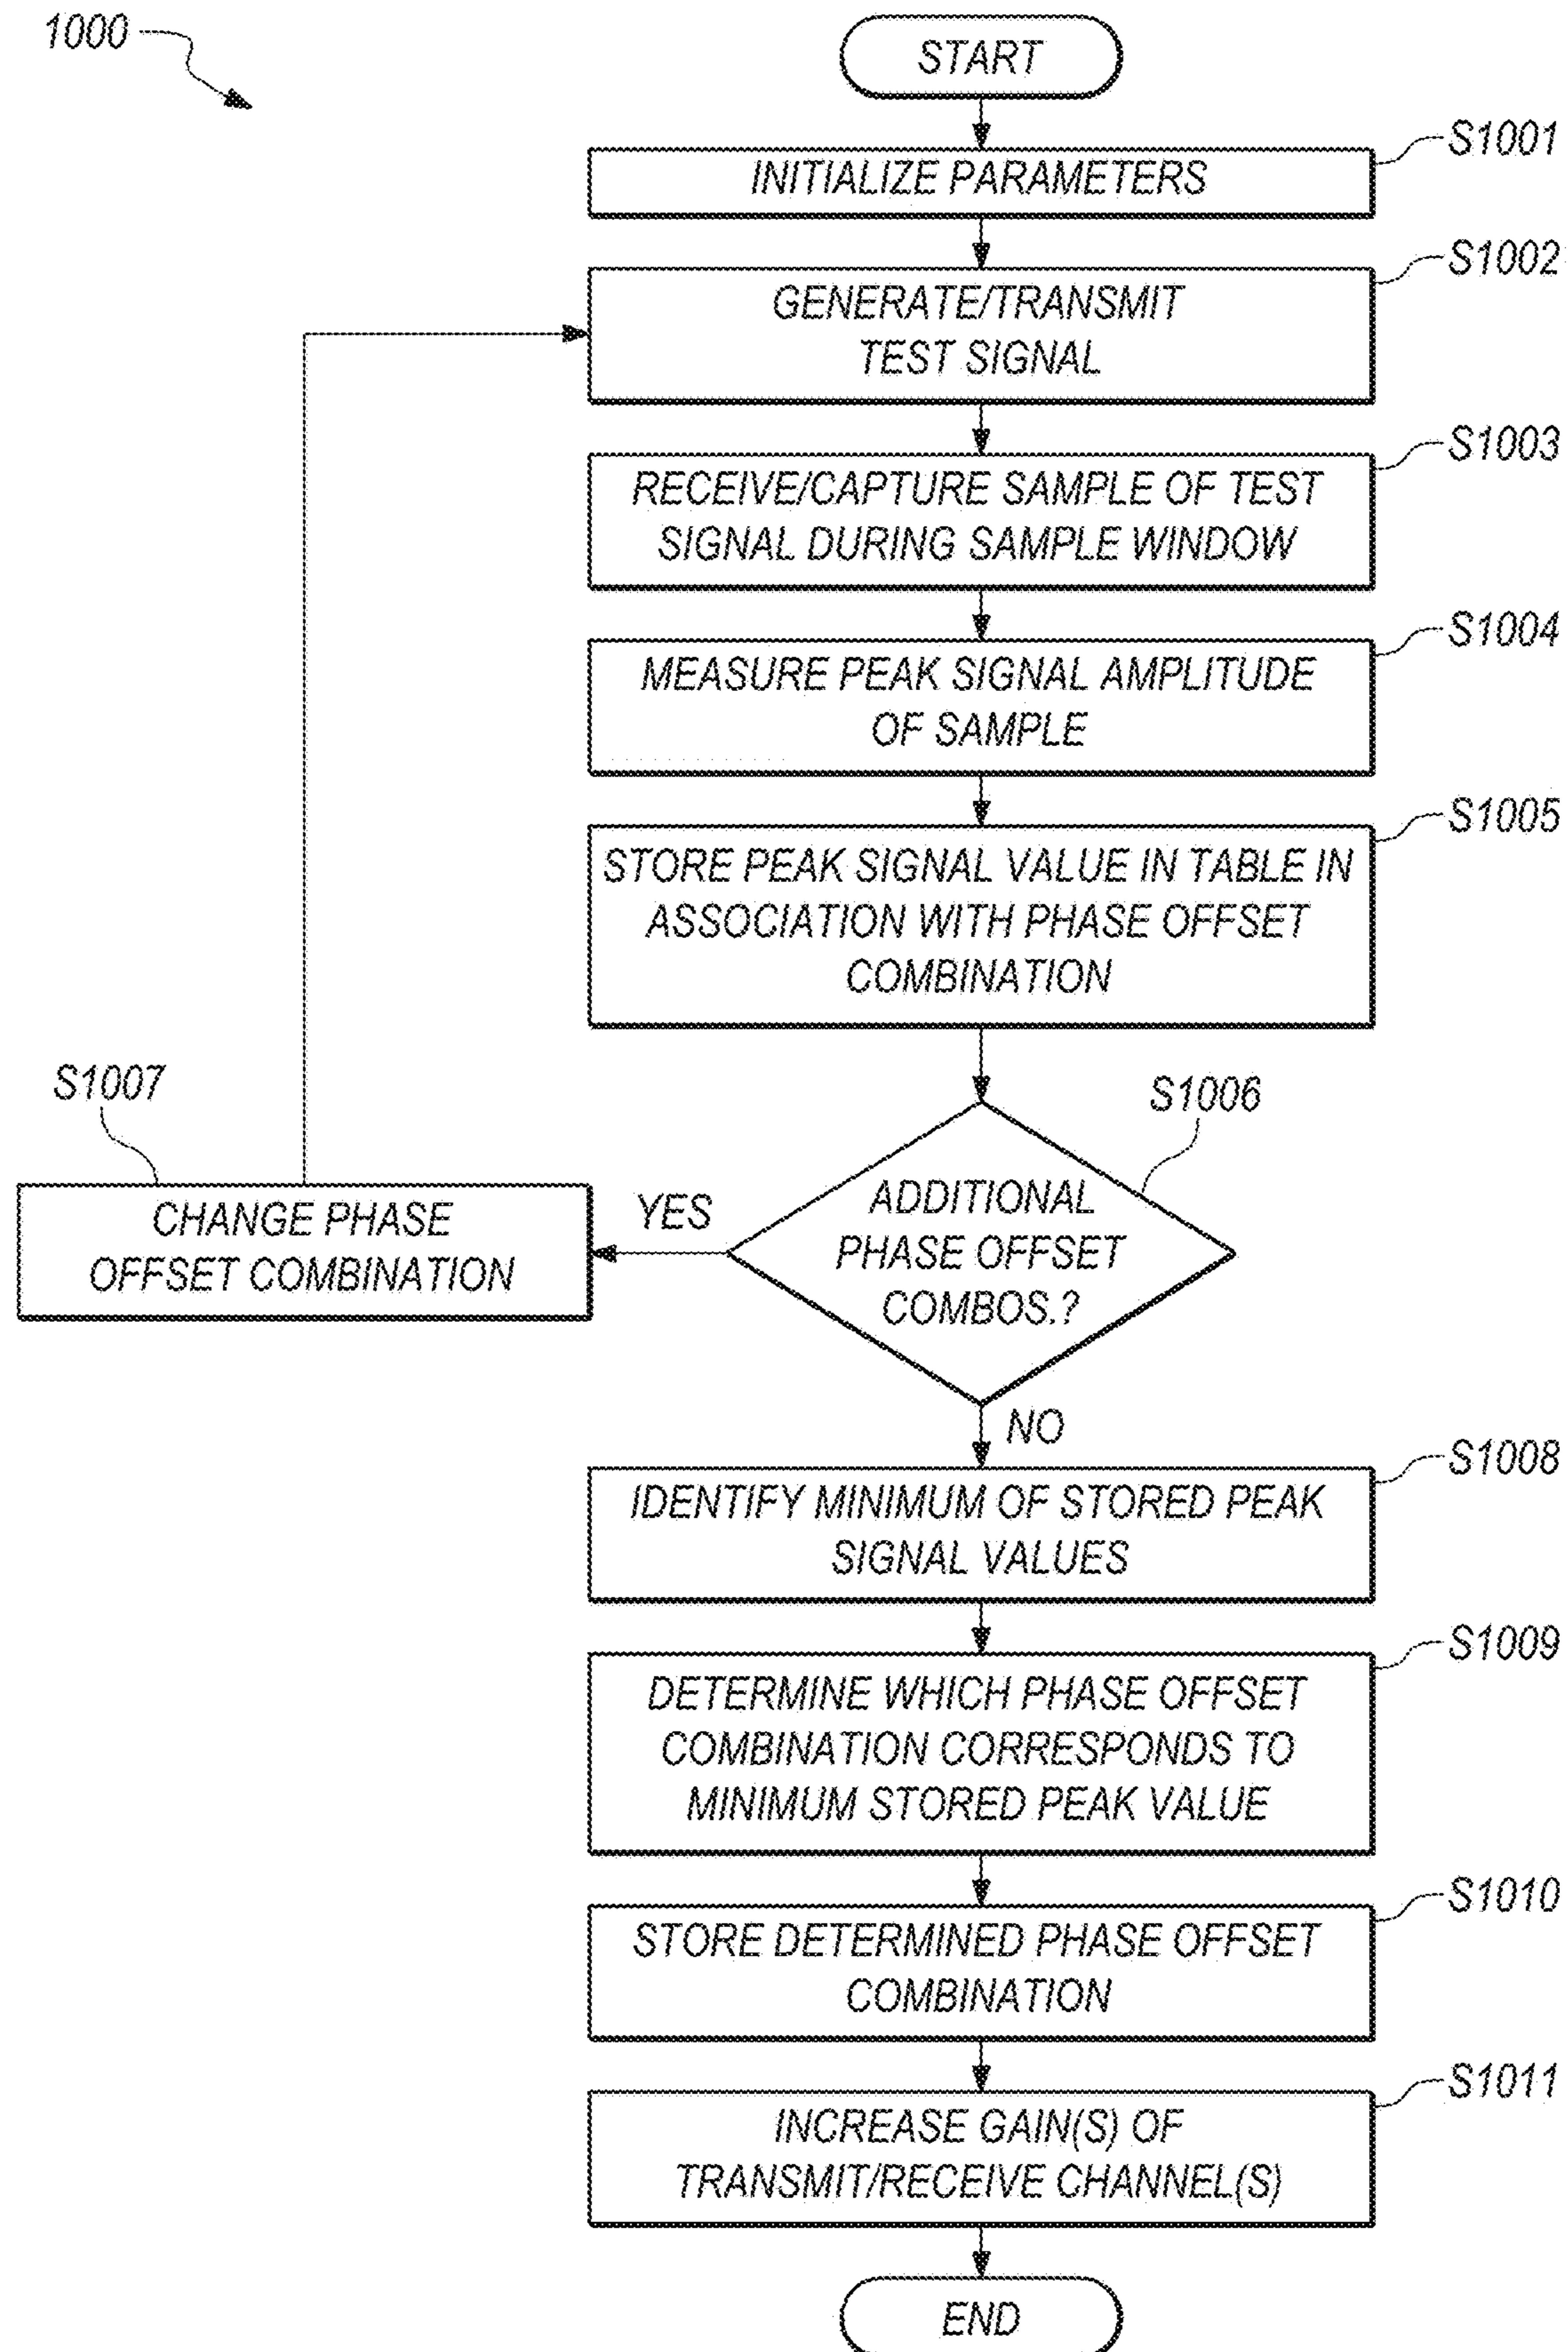 1000
START
S1001
INITIALIZE PARAMETERS
S1002
GENERATE/TRANSMIT
TEST SIGNAL
S1003
RECEIVE/CAPTURE SAMPLE OF TEST
SIGNAL DURING SAMPLE WINDOW
S1004
MEASURE PEAK SIGNAL AMPLITUDE
OF SAMPLE
S1005
STORE PEAK SIGNAL VALUE IN TABLE IN
ASSOCIATION WITH PHASE OFFSET
COMBINATION
S1006
ADDITIONAL
PHASE OFFSET
COMBOS.?
YES
S1007
CHANGE PHASE
OFFSET COMBINATION
NO
S1008
IDENTIFY MINIMUM OF STORED PEAK
SIGNAL VALUES
S1009
DETERMINE WHICH PHASE OFFSET
COMBINATION CORRESPONDS TO
MINIMUM STORED PEAK VALUE
S1010
STORE DETERMINED PHASE OFFSET
COMBINATION
S1011
INCREASE GAIN(S) OF
TRANSMIT/RECEIVE CHANNEL(S)
END